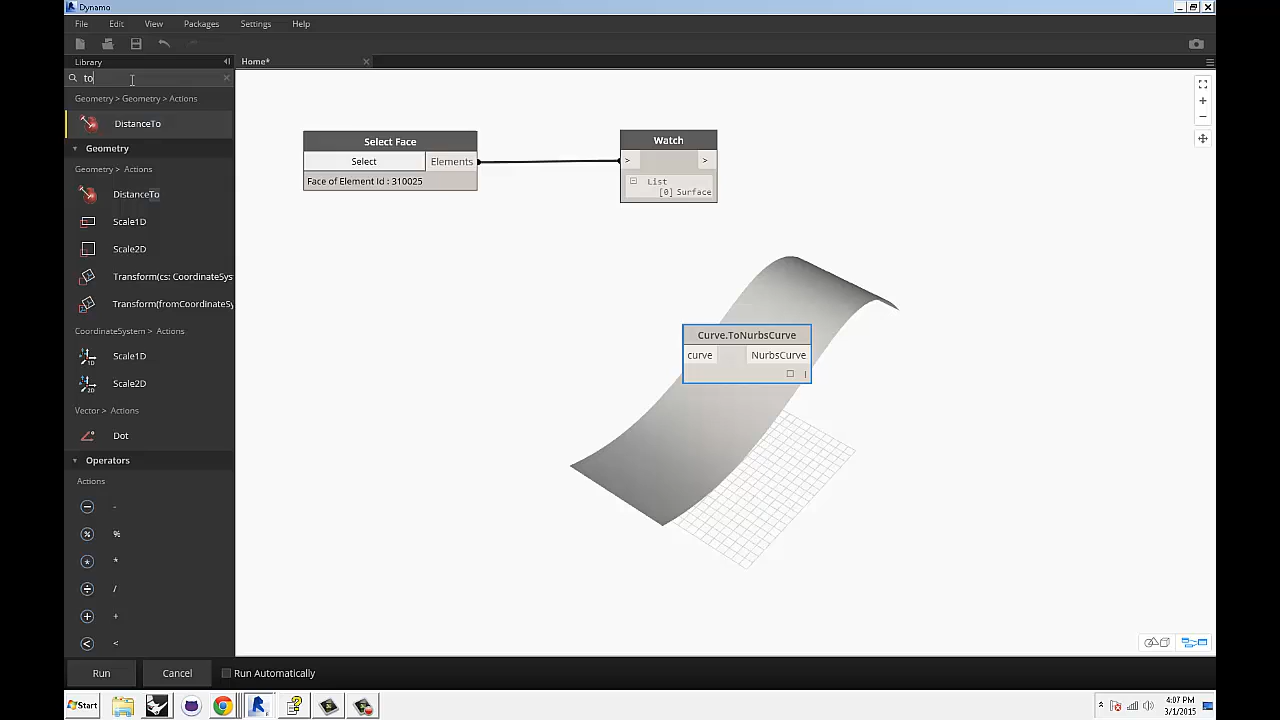 Dynamo
File Edit View Packages Settings Help
Library
Home*
to
Geometry > Geometry > Actions
DistanceTo
Geometry
Geometry > Actions
DistanceTo
Scale1D
Scale2D
Transform(cs: CoordinateSys
Transform(fromCoordinateSy
CoordinateSystem > Actions
Scale1D
Scale2D
Vector > Actions
Dot
Operators
Actions
-
%
*
/
+
<
Select Face
Select Elements
Face of Element Id : 310025
Watch
> >
List
[0] Surface
Curve.ToNurbsCurve
curve NurbsCurve
Run Cancel Run Automatically
Start
4:07 PM
3/1/2015